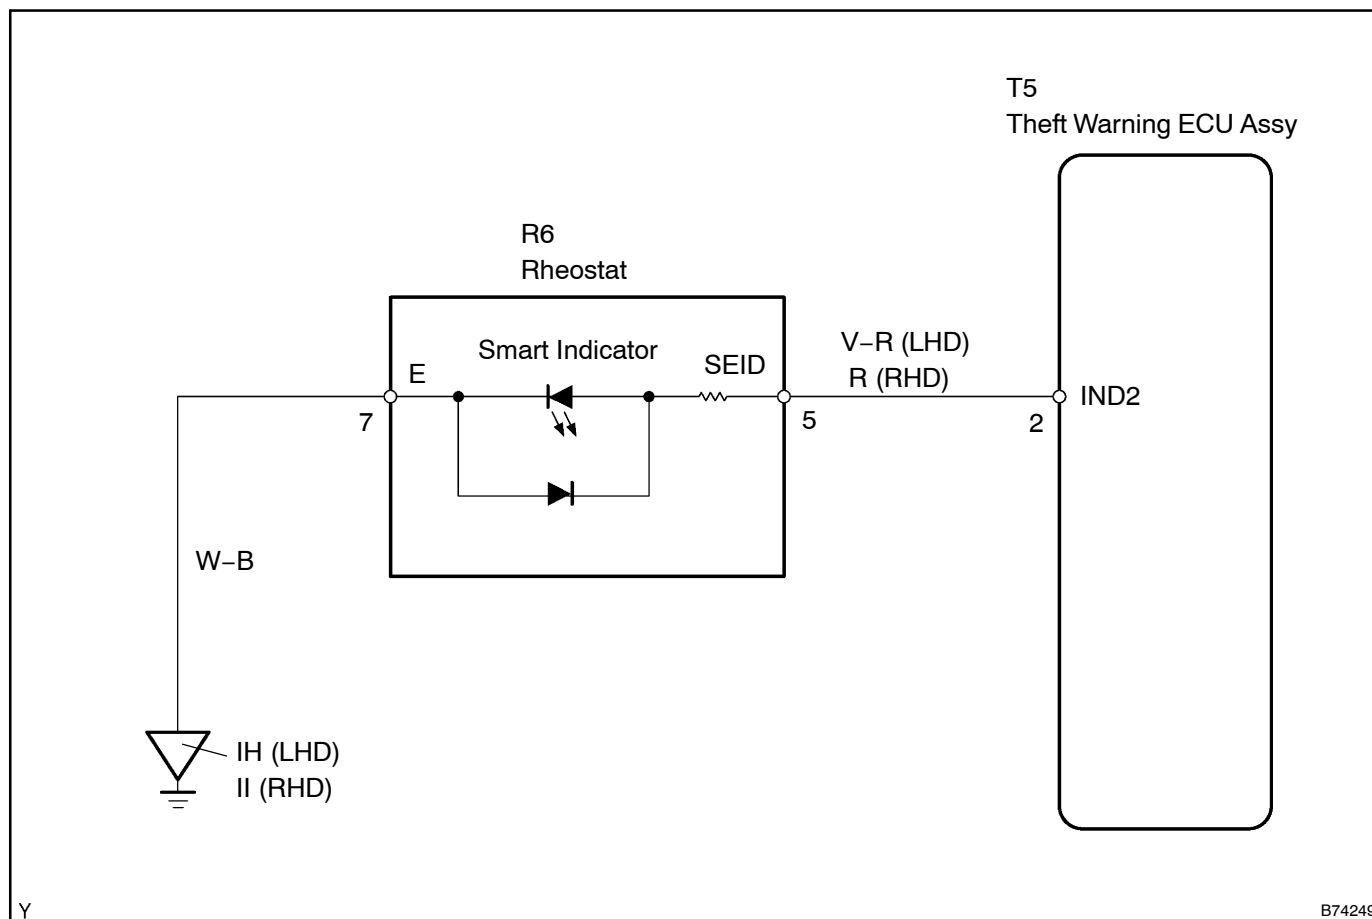 T5
Theft Warning ECU Assy
R6
Rheostat
Smart Indicator
E
SEID
V−R (LHD)
R (RHD)
7
5
2
IND2
W−B
IH (LHD)
II (RHD)
Y
B74249